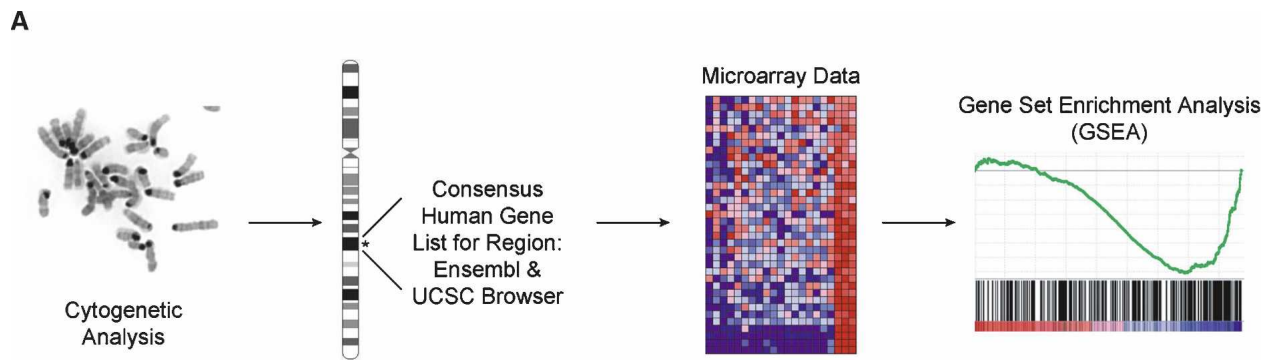 A
Cytogenetic
Analysis
*
Consensus
Human Gene
List for Region:
Ensembl &
UCSC Browser
Microarray Data
Gene Set Enrichment Analysis
(GSEA)